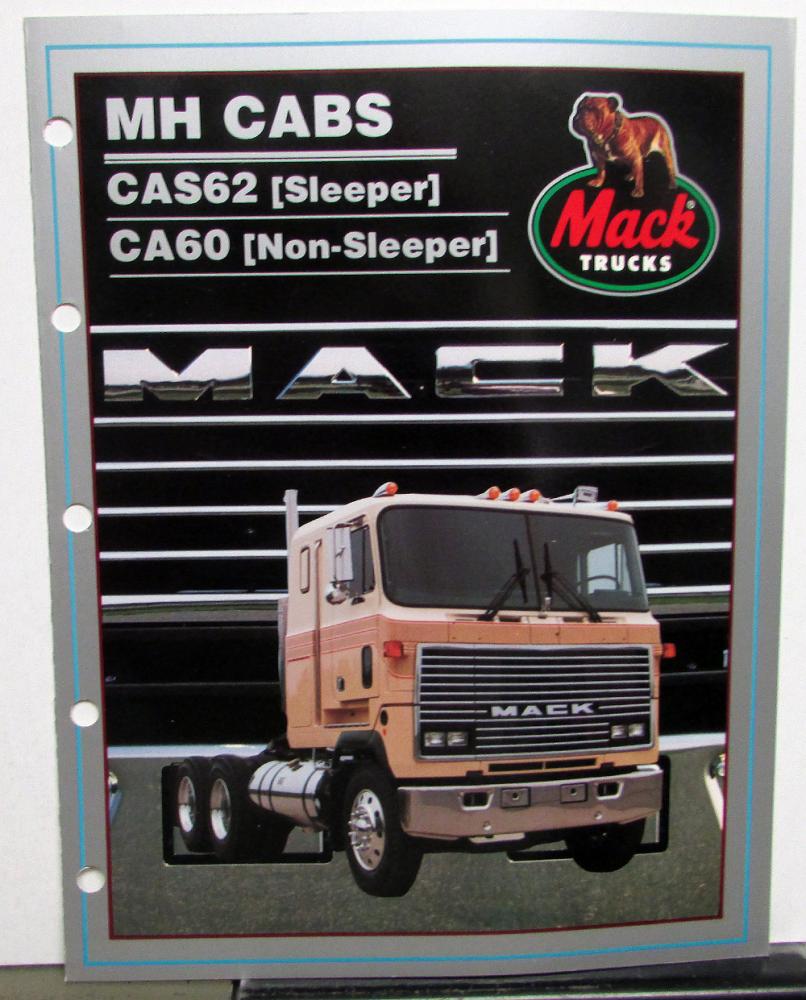 MH CABS
CAS62 [Sleeper]
CA60 [Non-Sleeper]
Mack®
TRUCKS
MACK
MACK